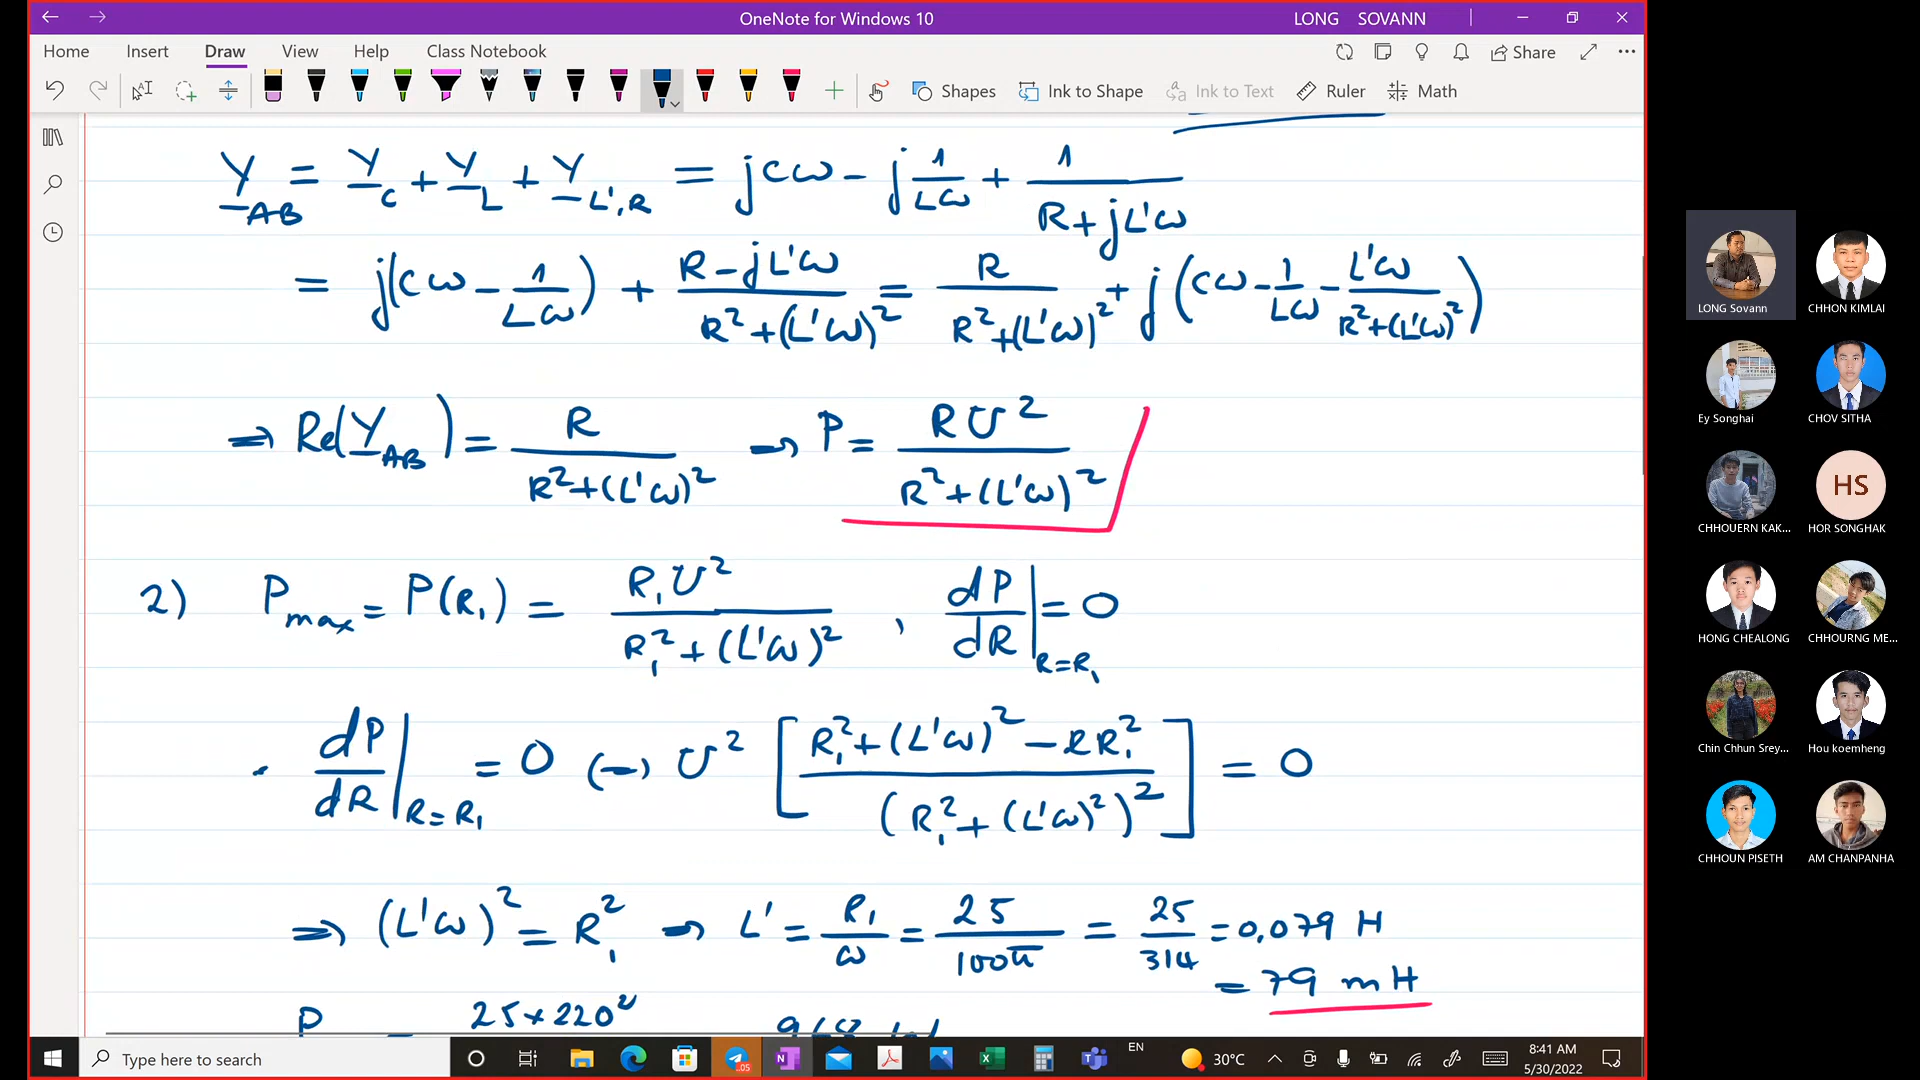 OneNote for Windows 10
LONG SOVANN
Home Insert Draw View Help Class Notebook
Share
Shapes Ink to Shape Ink to Text Ruler Math
Y_AB = Y_C + Y_L + Y_L',R = jCω - j 1/Lω + 1/(R+jL'ω)
= j(Cω - 1/Lω) + (R-jL'ω)/(R²+(L'ω)²) = R/(R²+(L'ω)²) + j(Cω - 1/Lω - L'ω/(R²+(L'ω)²))
⇒ Re(Y_AB) = R/(R²+(L'ω)²) → P = RU²/(R²+(L'ω)²)
2) P_max = P(R₁) = R₁U²/(R₁²+(L'ω)²) , dP/dR|R=R₁ = 0
• dP/dR|R=R₁ = 0 (→) U² [(R₁²+(L'ω)²-2R₁²)/(R₁²+(L'ω)²)²] = 0
⇒ (L'ω)² = R₁² → L' = R₁/ω = 25/100π = 25/314 = 0,079 H
= 79 mH
25 × 220²
LONG Sovann
CHHON KIMLAI
Ey Songhai
CHOV SITHA
CHHOUERN KAK...
HS
HOR SONGHAK
HONG CHEALONG
CHHOURNG ME...
Chin Chhun Srey...
Hou koemheng
CHHOUN PISETH
AM CHANPANHA
Type here to search
EN
30°C
8:41 AM
5/30/2022